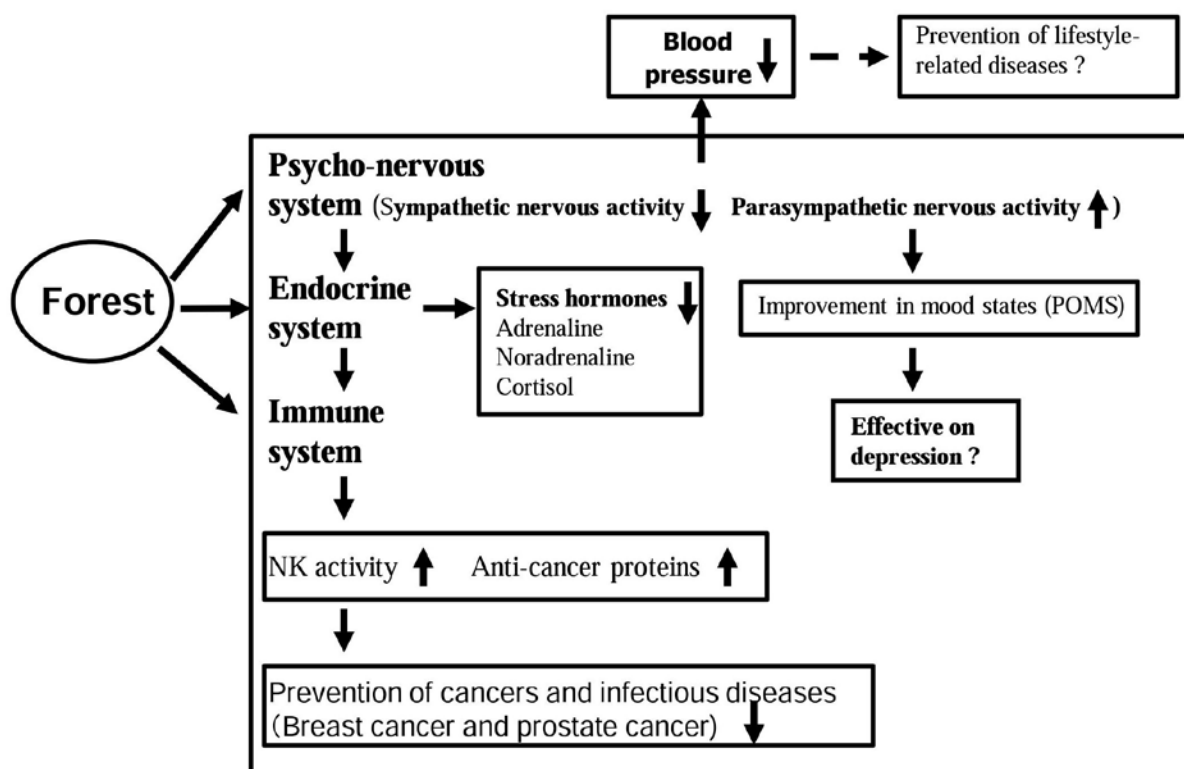 Blood
pressure
Prevention of lifestyle-
related diseases ?
Psycho-nervous
system (Sympathetic nervous activity
Parasympathetic nervous activity )
Forest
Endocrine
system
Stress hormones
Adrenaline
Noradrenaline
Cortisol
Improvement in mood states (POMS)
Immune
system
Effective on
depression ?
NK activity
Anti-cancer proteins
Prevention of cancers and infectious diseases
(Breast cancer and prostate cancer)